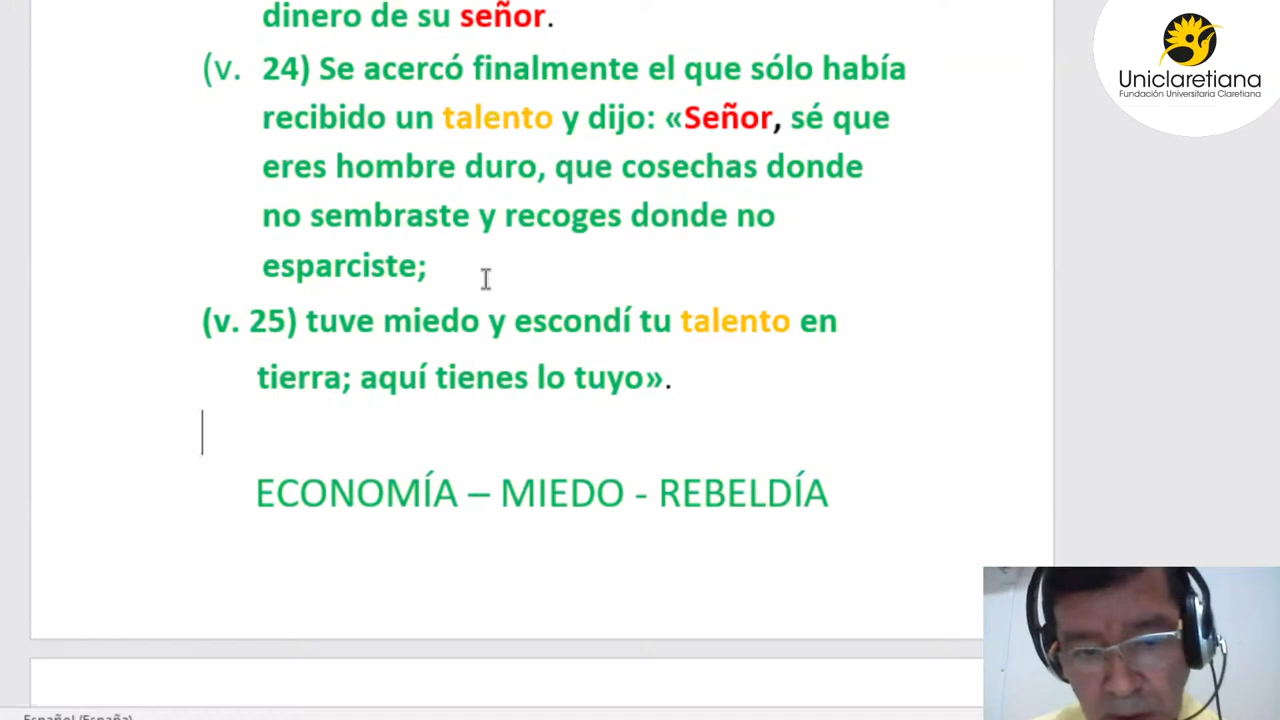 dinero de su señor.
(v. 24) Se acercó finalmente el que sólo había
recibido un talento y dijo: «Señor, sé que
eres hombre duro, que cosechas donde
no sembraste y recoges donde no
esparciste;
(v. 25) tuve miedo y escondí tu talento en
tierra; aquí tienes lo tuyo».
ECONOMÍA – MIEDO - REBELDÍA
Uniclaretiana
Fundación Universitaria Claretiana
Español (España)